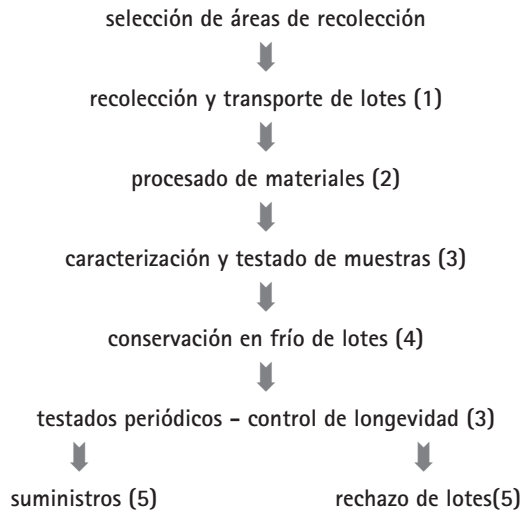 selección de áreas de recolección
recolección y transporte de lotes (1)
procesado de materiales (2)
caracterización y testado de muestras (3)
conservación en frío de lotes (4)
testados periódicos - control de longevidad (3)
suministros (5)
rechazo de lotes(5)